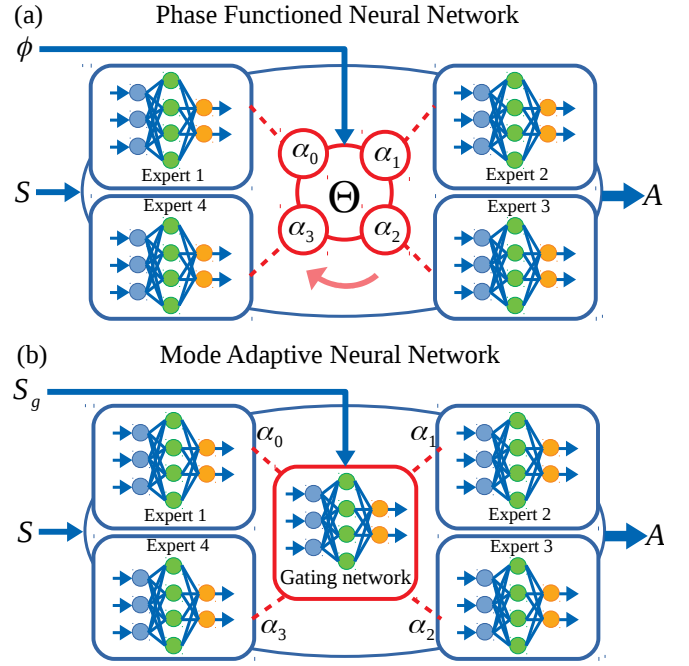 (a) Phase Functioned Neural Network
ϕ
Expert 1
Expert 2
α₀ α₁
S Θ A
Expert 4
Expert 3
α₃ α₂
(b) Mode Adaptive Neural Network
S_g
α₀ α₁
Expert 1
Expert 2
S A
Expert 4
Expert 3
Gating network
α₃ α₂